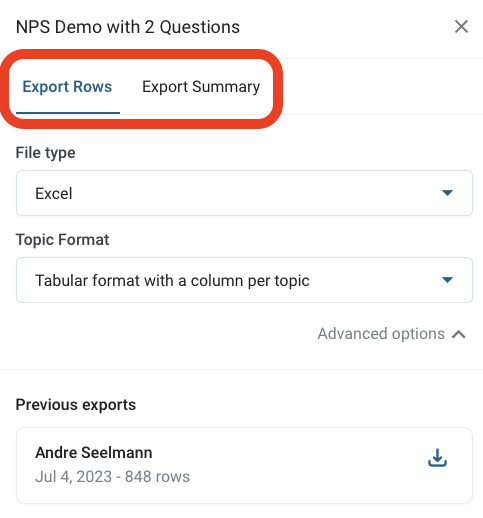 NPS Demo with 2 Questions
Export Rows Export Summary
File type
Excel
Topic Format
Tabular format with a column per topic
Advanced options
Previous exports
Andre Seelmann
Jul 4, 2023 - 848 rows